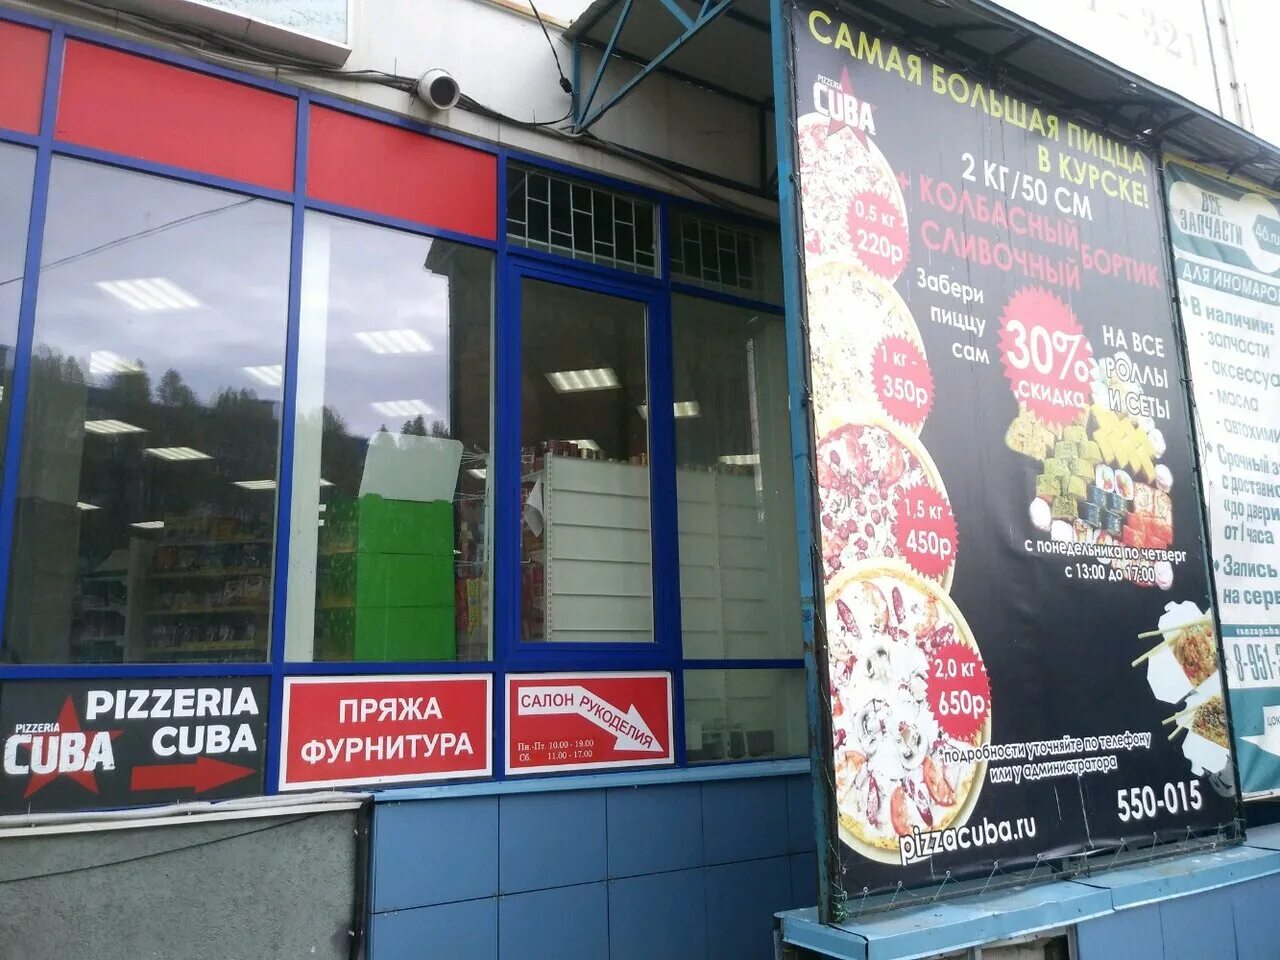 1 - 321
САМАЯ БОЛЬШАЯ ПИЦЦА
В КУРСКЕ!
PIZZERIA
CUBA
2 КГ/50 СМ
+ КОЛБАСНЫЙ
СЛИВОЧНЫЙ
БОРТИК
0,5 кг
220р
Забери
пиццу
сам
30%
СКИДКА
НА ВСЕ
РОЛЛЫ
И СЕТЫ
1 кг -
350р
1,5 кг -
450р
с понедельника по четверг
с 13:00 до 17:00
2,0 кг
650р
*подробности уточняйте по телефону
или у администратора
550-015
pizzacuba.ru
ВСЕ
ЗАПЧАСТИ
ДЛЯ ИНОМАРО
• В наличии:
- запчасти
- аксессуа
- масла
- автохими
• Срочный
с доставко
«до двери
от 1 часа
• Запись
на серв
8-951-
PIZZERIA
CUBA
PIZZERIA
CUBA
ПРЯЖА
ФУРНИТУРА
САЛОН РУКОДЕЛИЯ
Пн.-Пт. 10.00 - 19.00
Сб. 11.00 - 17.00